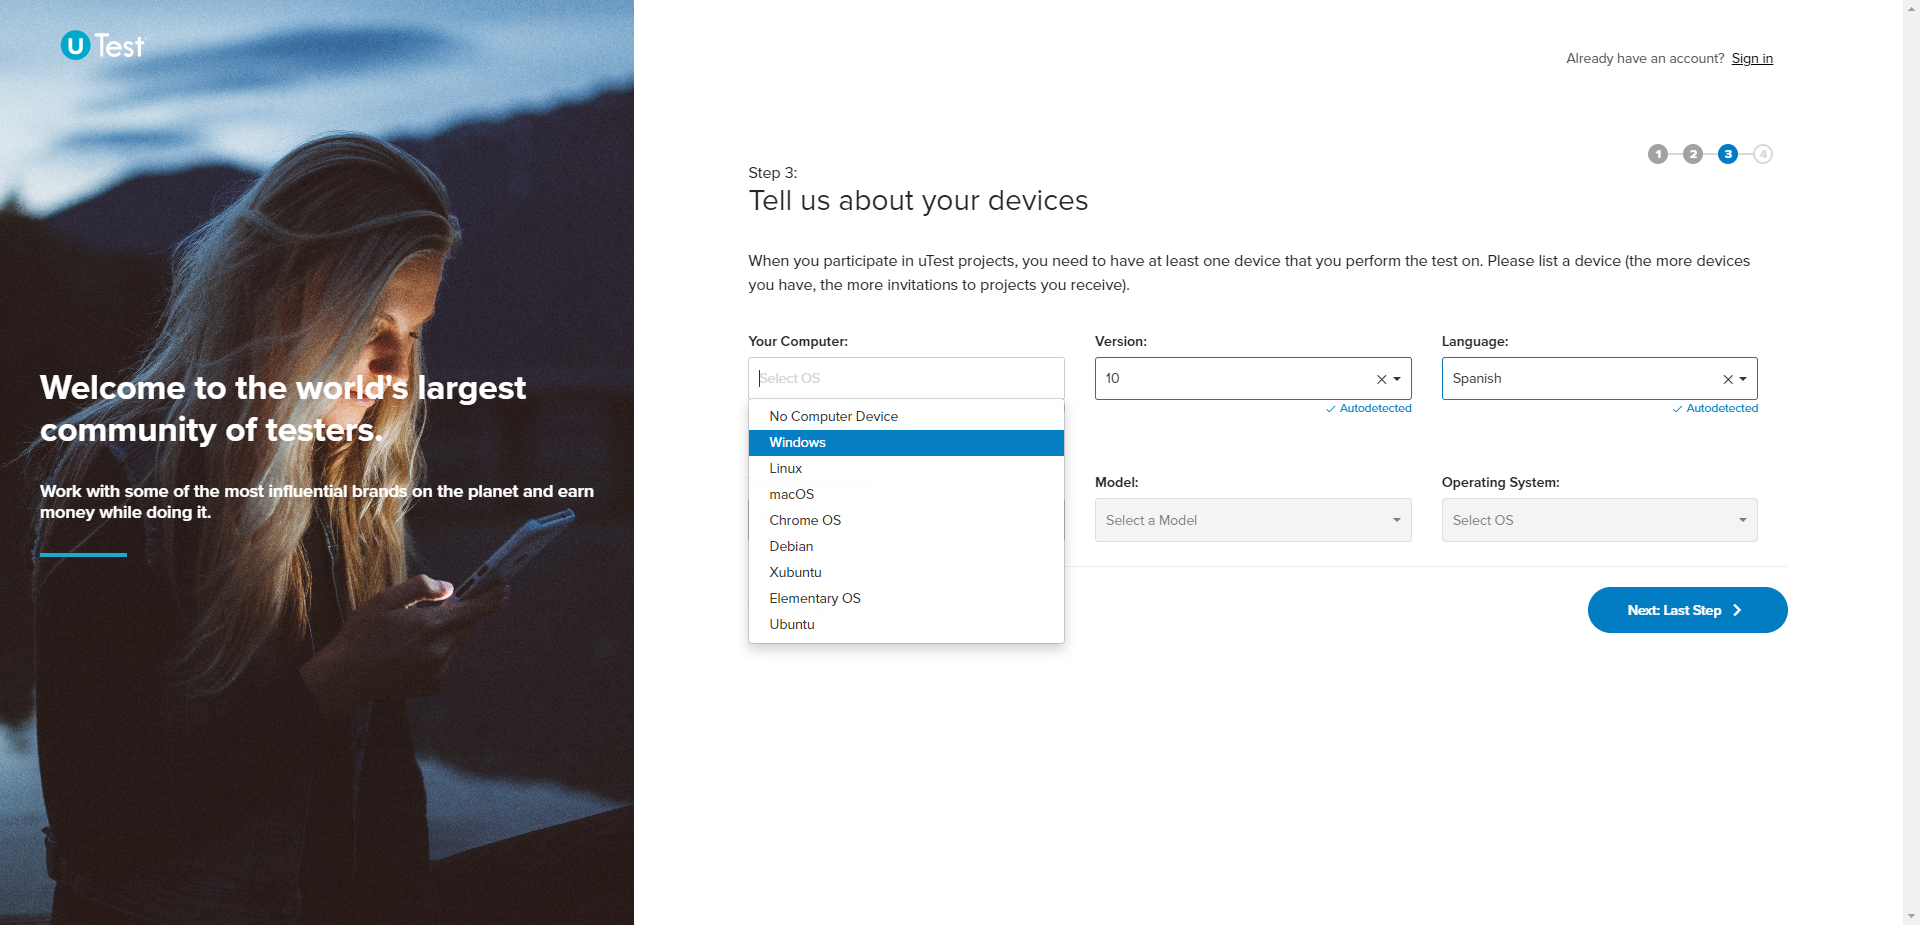 u Test
Already have an account? Sign in
1 2 3 4
Step 3:
Tell us about your devices
When you participate in uTest projects, you need to have at least one device that you perform the test on. Please list a device (the more devices
you have, the more invitations to projects you receive).
Your Computer: Version: Language:
Select OS 10 Spanish
Autodetected Autodetected
No Computer Device
Windows
Linux
macOS
Chrome OS
Debian
Xubuntu
Elementary OS
Ubuntu
Model: Operating System:
Select a Model Select OS
Next: Last Step
Welcome to the world's largest
community of testers.
Work with some of the most influential brands on the planet and earn
money while doing it.